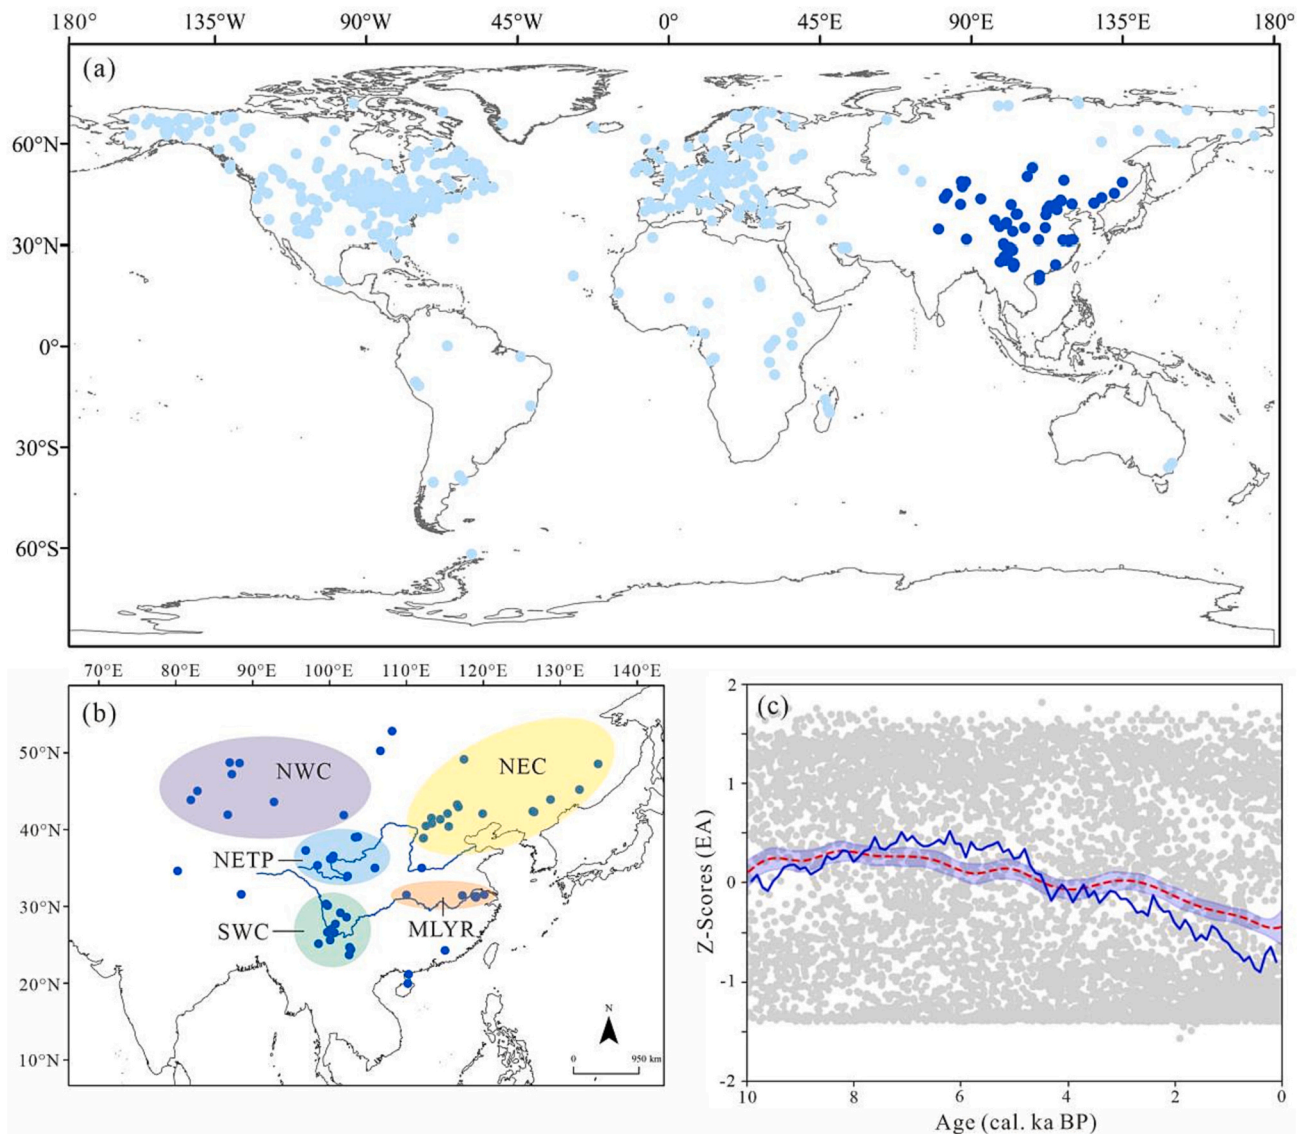 180° 135°W 90°W 45°W 0° 45°E 90°E 135°E 180°
(a)
60°N
30°N
0°
30°S
60°S
70°E 80°E 90°E 100°E 110°E 120°E 130°E 140°E
(b)
50°N
40°N
30°N
20°N
10°N
NWC
NEC
NETP
SWC
MLYR
N
0 950 km
(c)
Z-Scores (EA)
2
1
0
-1
-2
10 8 6 4 2 0
Age (cal. ka BP)